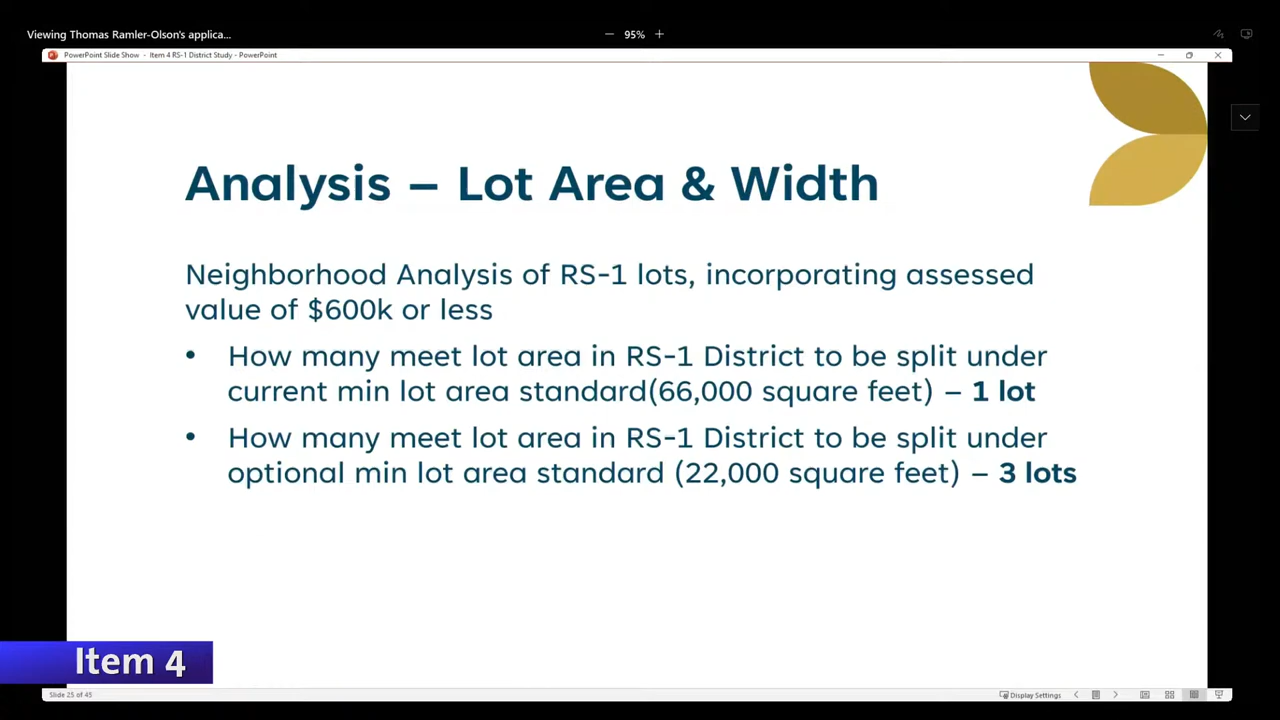 Viewing Thomas Ramler-Olson's applica...
95%
PowerPoint Slide Show - Item 4 RS-1 District Study - PowerPoint
Analysis – Lot Area & Width
Neighborhood Analysis of RS-1 lots, incorporating assessed
value of $600k or less
• How many meet lot area in RS-1 District to be split under
current min lot area standard(66,000 square feet) – 1 lot
• How many meet lot area in RS-1 District to be split under
optional min lot area standard (22,000 square feet) – 3 lots
Item 4
Slide 25 of 45
Display Settings